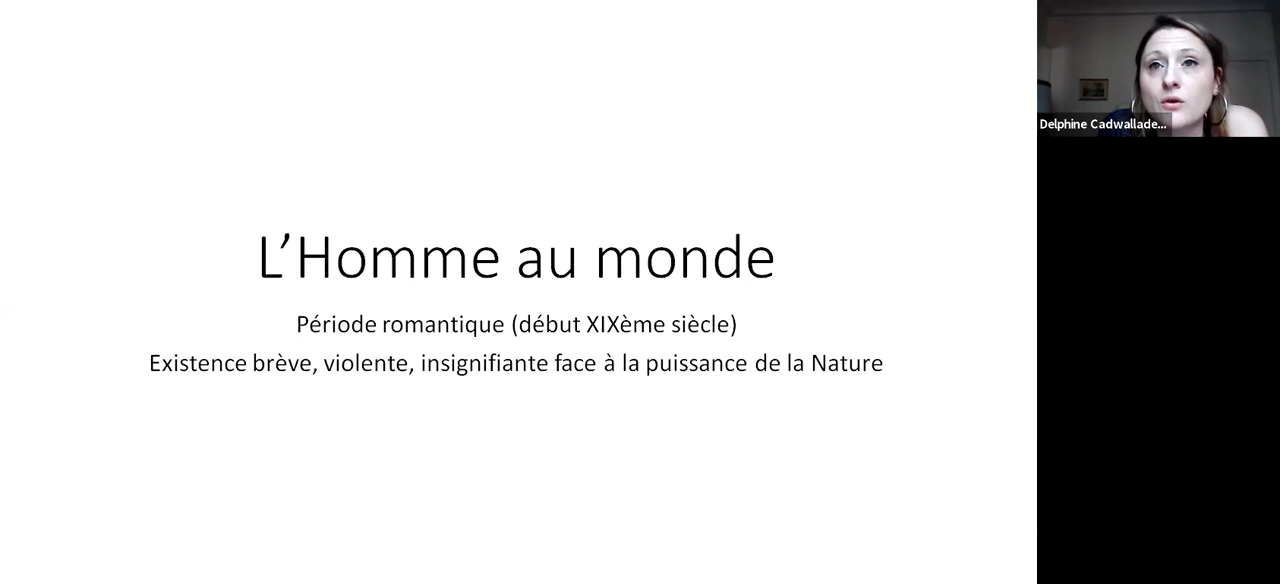 L’Homme au monde
Période romantique (début XIXème siècle)
Existence brève, violente, insignifiante face à la puissance de la Nature
Delphine Cadwallade...